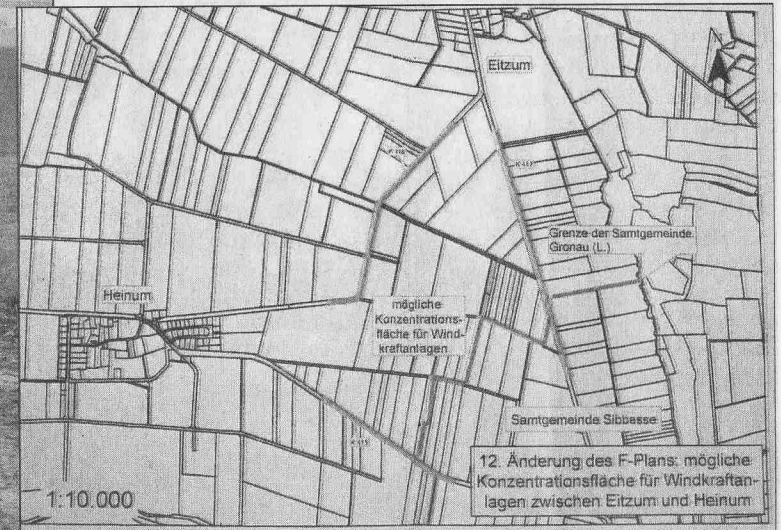 Eitzum
Grenze der Samtgemeinde
Gronau (L.)
Heinum
mögliche
Konzentrations-
fläche für Wind-
kraftanlagen
Samtgemeinde Sibbesse
1:10.000
12. Änderung des F-Plans: mögliche
Konzentrationsfläche für Windkraftan-
lagen zwischen Eitzum und Heinum